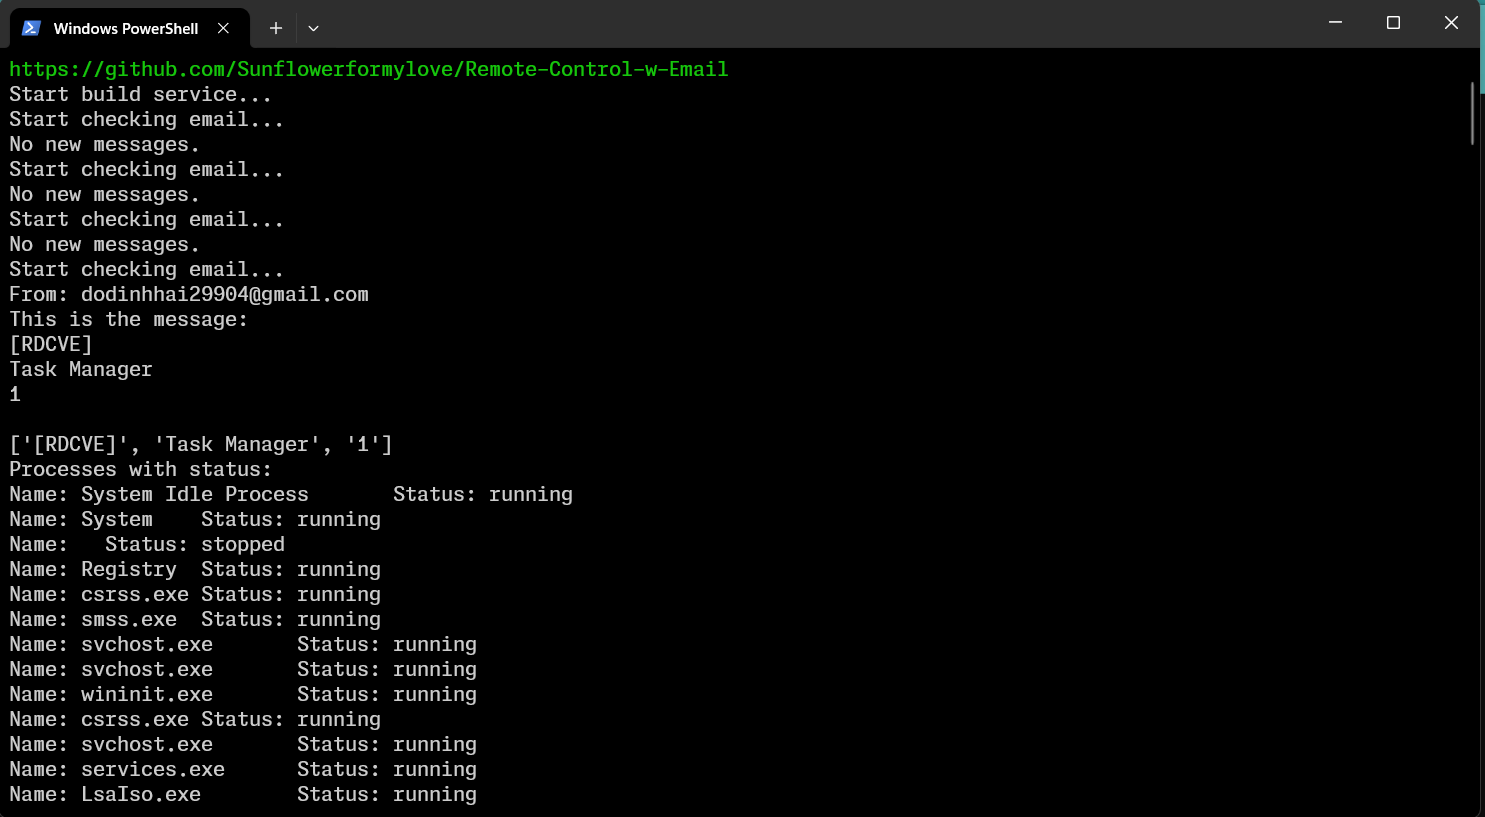 Windows PowerShell
https://github.com/Sunflowerformylove/Remote-Control-w-Email
Start build service...
Start checking email...
No new messages.
Start checking email...
No new messages.
Start checking email...
No new messages.
Start checking email...
From: dodinhhai29904@gmail.com
This is the message:
[RDCVE]
Task Manager
1
['[RDCVE]', 'Task Manager', '1']
Processes with status:
Name: System Idle Process       Status: running
Name: System    Status: running
Name:   Status: stopped
Name: Registry  Status: running
Name: csrss.exe Status: running
Name: smss.exe  Status: running
Name: svchost.exe       Status: running
Name: svchost.exe       Status: running
Name: wininit.exe       Status: running
Name: csrss.exe Status: running
Name: svchost.exe       Status: running
Name: services.exe      Status: running
Name: LsaIso.exe        Status: running